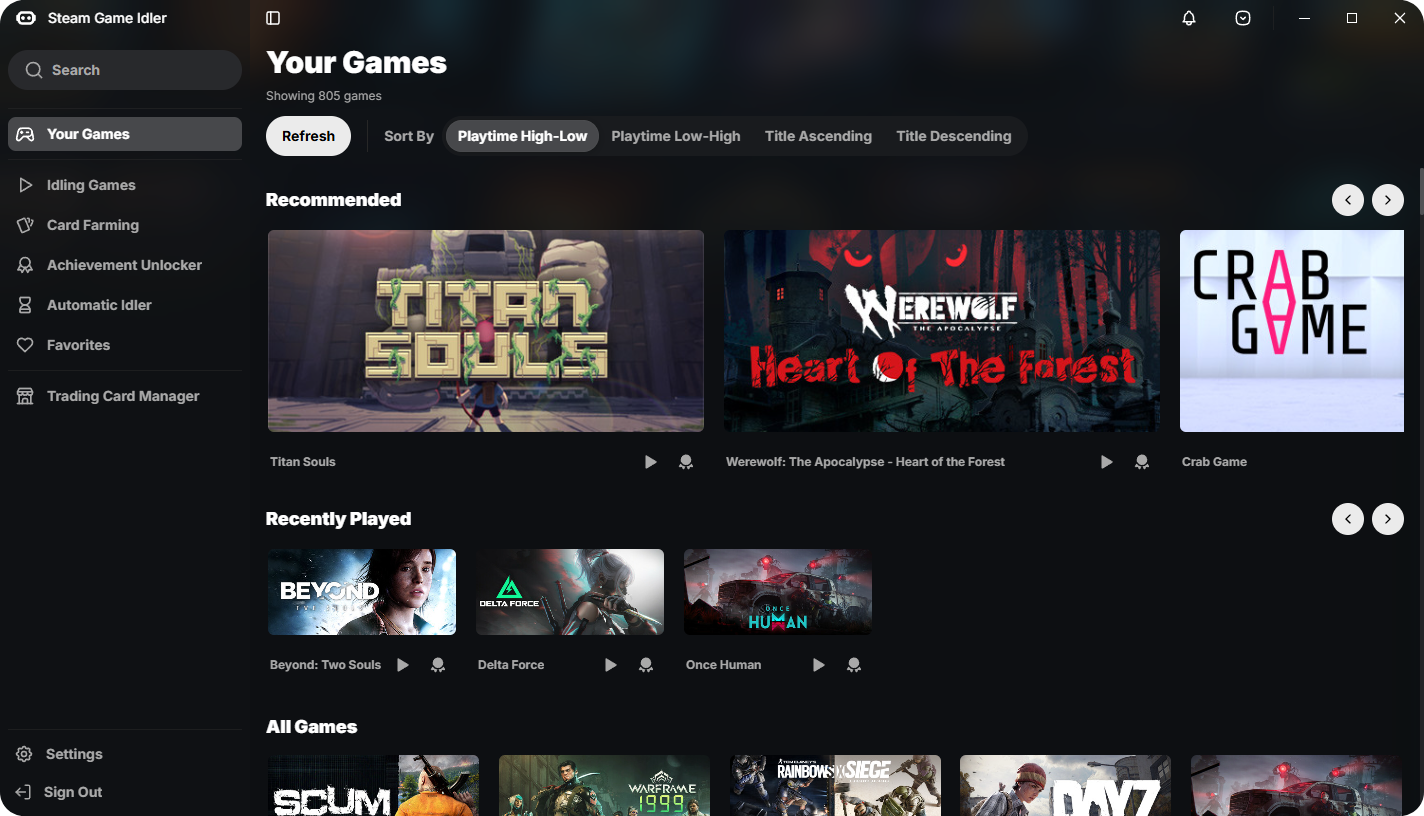 Steam Game Idler
Search
Your Games
Idling Games
Card Farming
Achievement Unlocker
Automatic Idler
Favorites
Trading Card Manager
Settings
Sign Out
Your Games
Showing 805 games
Refresh
Sort By
Playtime High-Low
Playtime Low-High
Title Ascending
Title Descending
Recommended
TITAN
SOULS
WEREWOLF
THE APOCALYPSE
Heart Of The Forest
CRAB
GAME
Titan Souls
Werewolf: The Apocalypse - Heart of the Forest
Crab Game
Recently Played
BEYOND
DELTA FORCE
ONCE
HUMAN
Beyond: Two Souls
Delta Force
Once Human
All Games
SCUM
WARFRAME
1999
RAINBOW SIX SIEGE
DAYZ